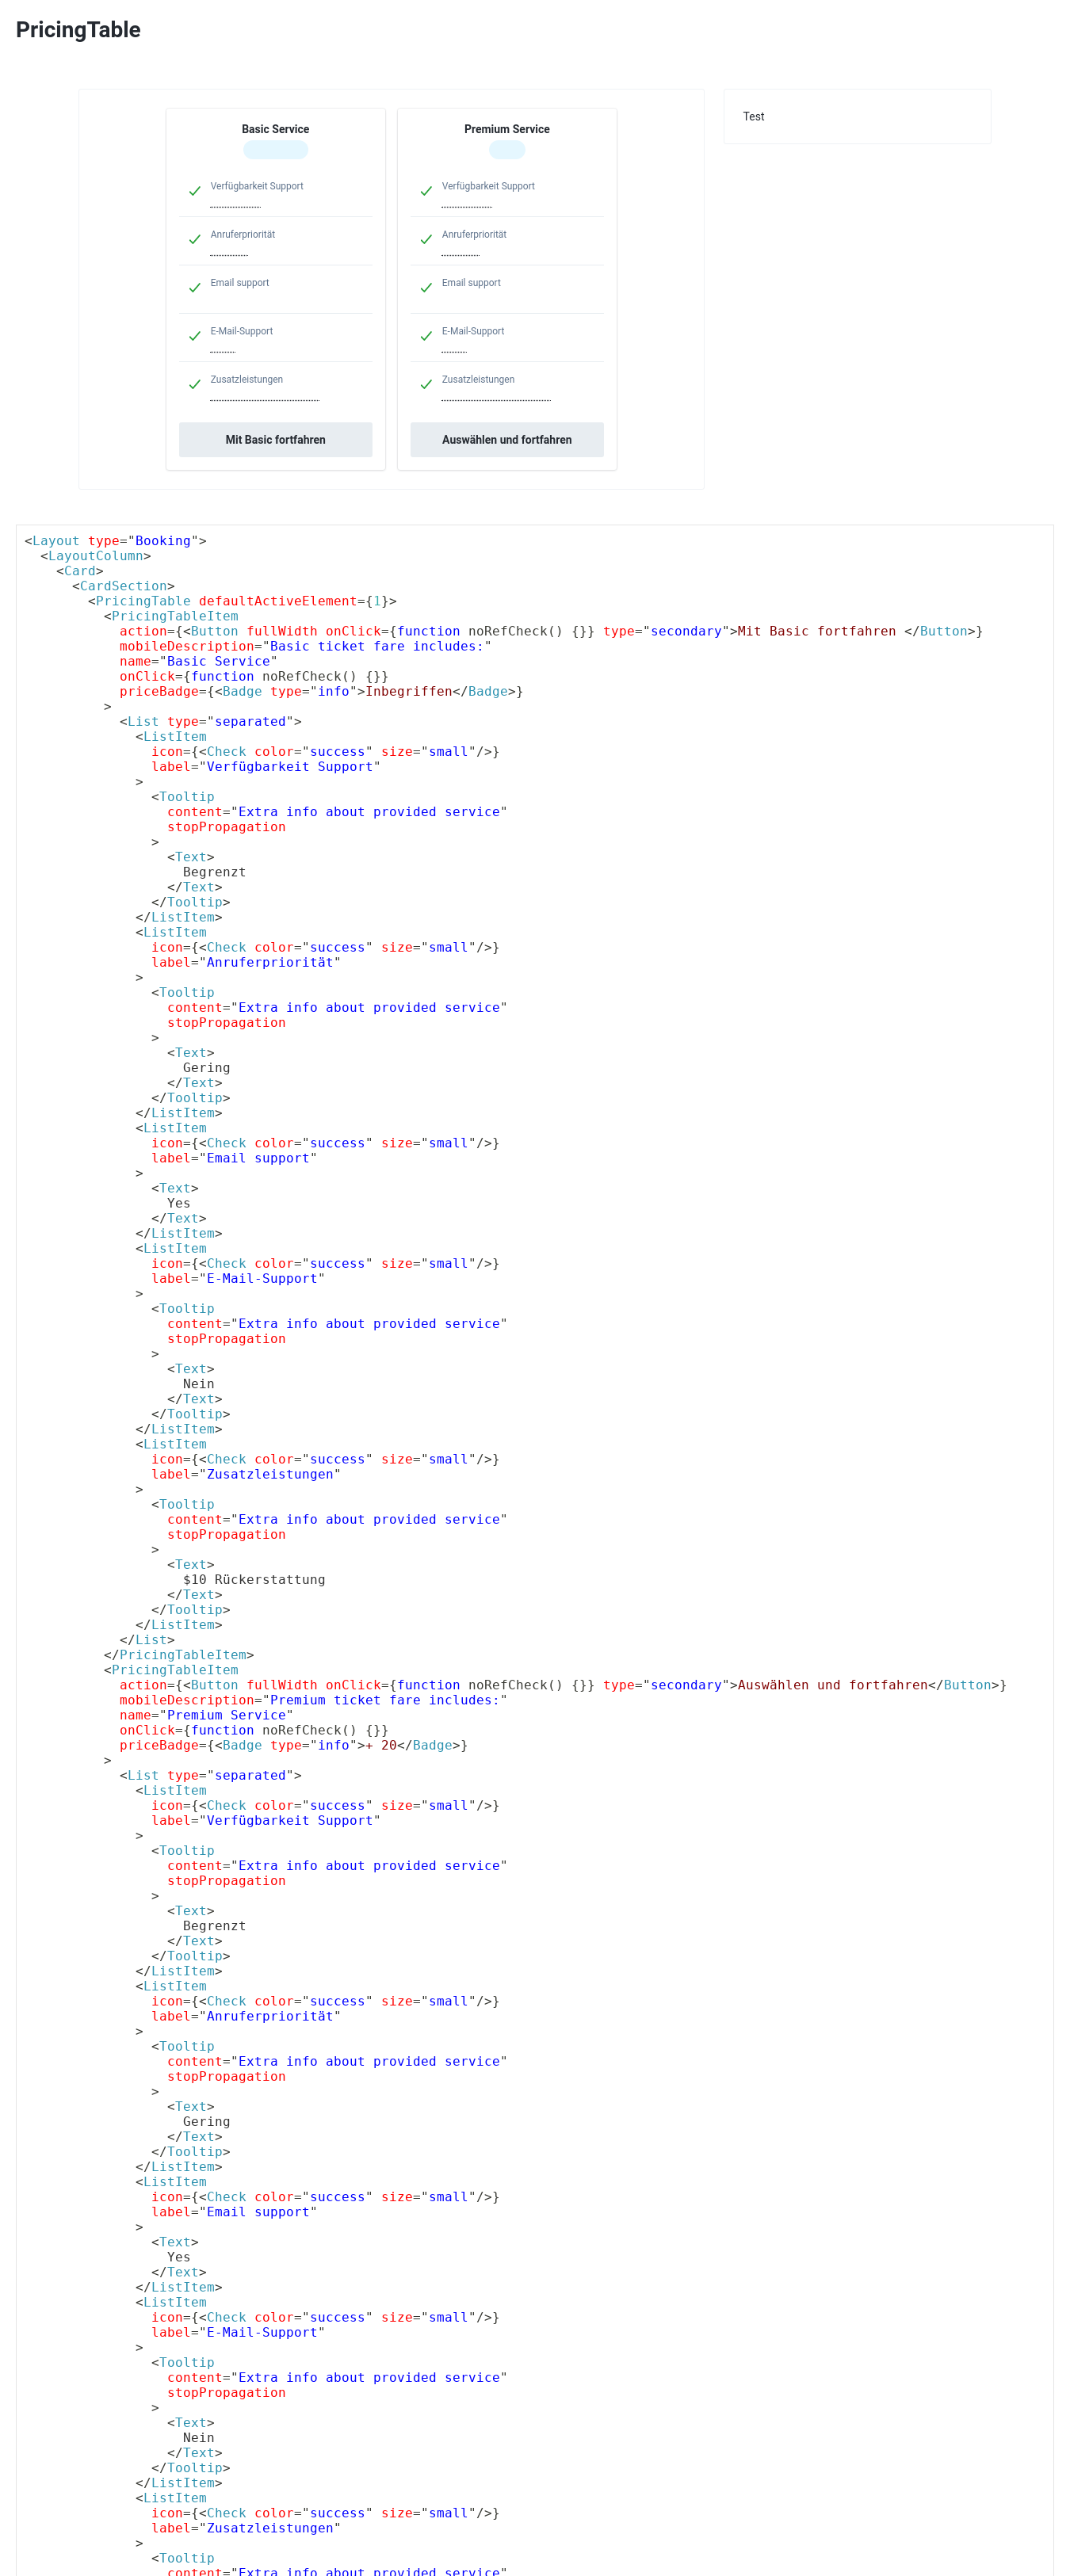 PricingTable
Basic Service
Premium Service
Test
Verfügbarkeit Support
Verfügbarkeit Support
Anruferpriorität
Anruferpriorität
Email support
Email support
E-Mail-Support
E-Mail-Support
Zusatzleistungen
Zusatzleistungen
Mit Basic fortfahren
Auswählen und fortfahren
<Layout type="Booking">
<LayoutColumn>
<Card>
<CardSection>
<PricingTable defaultActiveElement={1}>
<PricingTableItem
action={<Button fullWidth onClick={function noRefCheck() {}} type="secondary">Mit Basic fortfahren </Button>}
mobileDescription="Basic ticket fare includes:"
name="Basic Service"
onClick={function noRefCheck() {}}
priceBadge={<Badge type="info">Inbegriffen</Badge>}
>
<List type="separated">
<ListItem
icon={<Check color="success" size="small"/>}
label="Verfügbarkeit Support"
>
<Tooltip
content="Extra info about provided service"
stopPropagation
>
<Text>
Begrenzt
</Text>
</Tooltip>
</ListItem>
<ListItem
icon={<Check color="success" size="small"/>}
label="Anruferpriorität"
>
<Tooltip
content="Extra info about provided service"
stopPropagation
>
<Text>
Gering
</Text>
</Tooltip>
</ListItem>
<ListItem
icon={<Check color="success" size="small"/>}
label="Email support"
>
<Text>
Yes
</Text>
</ListItem>
<ListItem
icon={<Check color="success" size="small"/>}
label="E-Mail-Support"
>
<Tooltip
content="Extra info about provided service"
stopPropagation
>
<Text>
Nein
</Text>
</Tooltip>
</ListItem>
<ListItem
icon={<Check color="success" size="small"/>}
label="Zusatzleistungen"
>
<Tooltip
content="Extra info about provided service"
stopPropagation
>
<Text>
$10 Rückerstattung
</Text>
</Tooltip>
</ListItem>
</List>
</PricingTableItem>
<PricingTableItem
action={<Button fullWidth onClick={function noRefCheck() {}} type="secondary">Auswählen und fortfahren</Button>}
mobileDescription="Premium ticket fare includes:"
name="Premium Service"
onClick={function noRefCheck() {}}
priceBadge={<Badge type="info">+ 20</Badge>}
>
<List type="separated">
<ListItem
icon={<Check color="success" size="small"/>}
label="Verfügbarkeit Support"
>
<Tooltip
content="Extra info about provided service"
stopPropagation
>
<Text>
Begrenzt
</Text>
</Tooltip>
</ListItem>
<ListItem
icon={<Check color="success" size="small"/>}
label="Anruferpriorität"
>
<Tooltip
content="Extra info about provided service"
stopPropagation
>
<Text>
Gering
</Text>
</Tooltip>
</ListItem>
<ListItem
icon={<Check color="success" size="small"/>}
label="Email support"
>
<Text>
Yes
</Text>
</ListItem>
<ListItem
icon={<Check color="success" size="small"/>}
label="E-Mail-Support"
>
<Tooltip
content="Extra info about provided service"
stopPropagation
>
<Text>
Nein
</Text>
</Tooltip>
</ListItem>
<ListItem
icon={<Check color="success" size="small"/>}
label="Zusatzleistungen"
>
<Tooltip
content="Extra info about provided service"